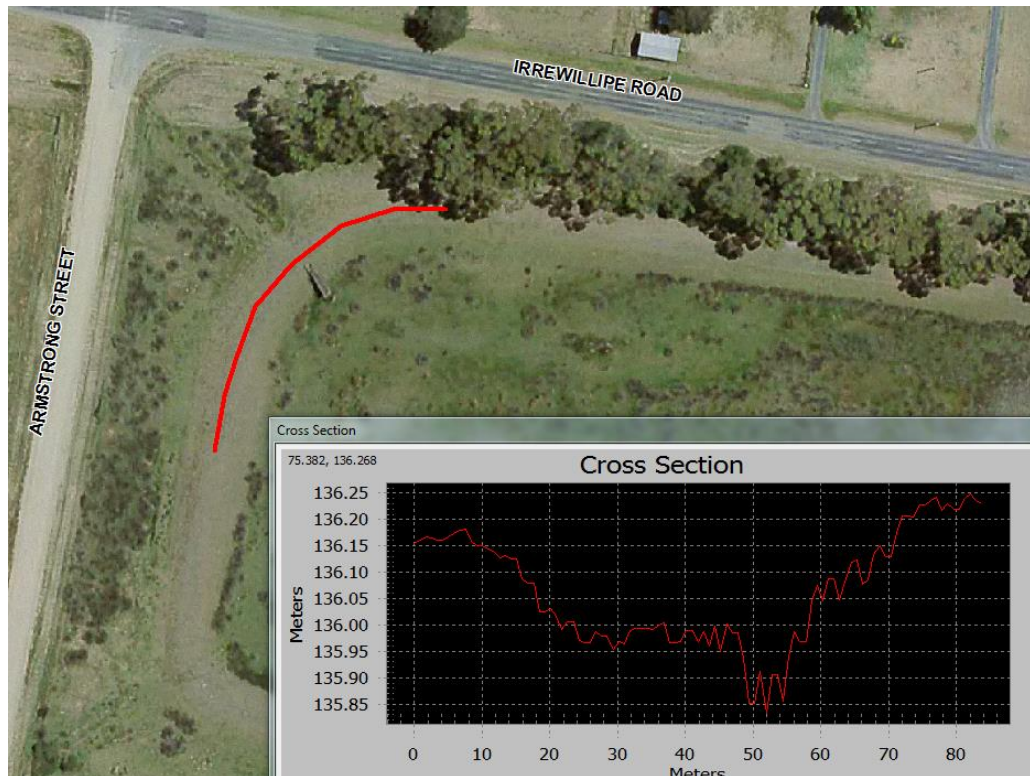 IRREWILLIPE ROAD
ARMSTRONG STREET
Cross Section
75.382, 136.268
Cross Section
136.25
136.20
136.15
136.10
136.05
136.00
135.95
135.90
135.85
Meters
0 10 20 30 40 50 60 70 80
Meters